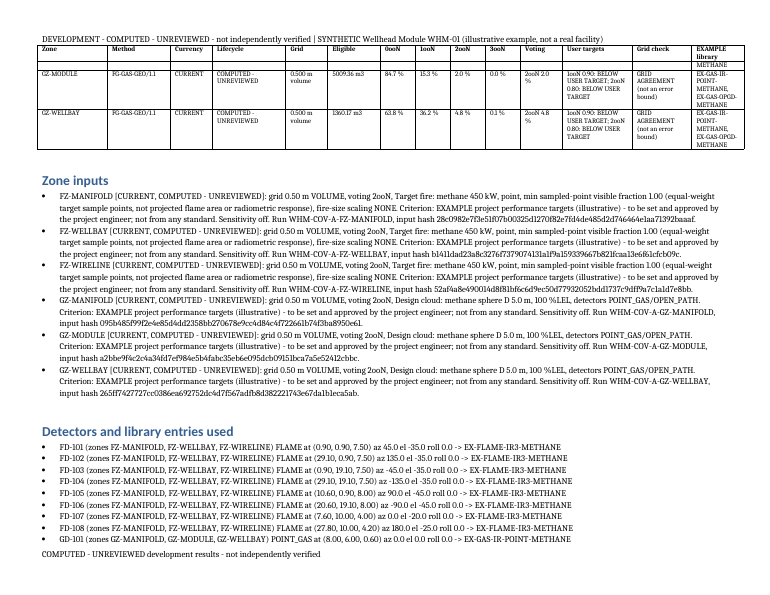 DEVELOPMENT - COMPUTED - UNREVIEWED - not independently verified | SYNTHETIC Wellhead Module WHM-01 (illustrative example, not a real facility)
Zone Method Currency Lifecycle Grid Eligible 0ooN 1ooN 2ooN 3ooN Voting User targets Grid check EXAMPLE library
METHANE
GZ-MODULE FG-GAS-GEO/1.1 CURRENT COMPUTED - UNREVIEWED 0.500 m volume 5009.36 m3 84.7 % 15.3 % 2.0 % 0.0 % 2ooN 2.0 % 1ooN 0.90: BELOW USER TARGET; 2ooN 0.80: BELOW USER TARGET GRID AGREEMENT (not an error bound) EX-GAS-IR-POINT-METHANE, EX-GAS-OPGD-METHANE
GZ-WELLBAY FG-GAS-GEO/1.1 CURRENT COMPUTED - UNREVIEWED 0.500 m volume 1360.17 m3 63.8 % 36.2 % 4.8 % 0.1 % 2ooN 4.8 % 1ooN 0.90: BELOW USER TARGET; 2ooN 0.80: BELOW USER TARGET GRID AGREEMENT (not an error bound) EX-GAS-IR-POINT-METHANE, EX-GAS-OPGD-METHANE
Zone inputs
• FZ-MANIFOLD [CURRENT, COMPUTED - UNREVIEWED]: grid 0.50 m VOLUME, voting 2ooN, Target fire: methane 450 kW, point, min sampled-point visible fraction 1.00 (equal-weight
target sample points, not projected flame area or radiometric response), fire-size scaling NONE. Criterion: EXAMPLE project performance targets (illustrative) - to be set and approved by
the project engineer; not from any standard. Sensitivity off. Run WHM-COV-A-FZ-MANIFOLD, input hash
• FZ-WELLBAY [CURRENT, COMPUTED - UNREVIEWED]: grid 0.50 m VOLUME, voting 2ooN, Target fire: methane 450 kW, point, min sampled-point visible fraction 1.00 (equal-weight
target sample points, not projected flame area or radiometric response), fire-size scaling NONE. Criterion: EXAMPLE project performance targets (illustrative) - to be set and approved by
the project engineer; not from any standard. Sensitivity off. Run WHM-COV-A-FZ-WELLBAY, input hash
• FZ-WIRELINE [CURRENT, COMPUTED - UNREVIEWED]: grid 0.50 m VOLUME, voting 2ooN, Target fire: methane 450 kW, point, min sampled-point visible fraction 1.00 (equal-weight
target sample points, not projected flame area or radiometric response), fire-size scaling NONE. Criterion: EXAMPLE project performance targets (illustrative) - to be set and approved by
the project engineer; not from any standard. Sensitivity off. Run WHM-COV-A-FZ-WIRELINE, input hash
• GZ-MANIFOLD [CURRENT, COMPUTED - UNREVIEWED]: grid 0.50 m VOLUME, voting 2ooN, Design cloud: methane sphere D 5.0 m, 100 %LEL, detectors POINT_GAS/OPEN_PATH.
Criterion: EXAMPLE project performance targets (illustrative) - to be set and approved by the project engineer; not from any standard. Sensitivity off. Run WHM-COV-A-GZ-MANIFOLD,
input hash
• GZ-MODULE [CURRENT, COMPUTED - UNREVIEWED]: grid 0.50 m VOLUME, voting 2ooN, Design cloud: methane sphere D 5.0 m, 100 %LEL, detectors POINT_GAS/OPEN_PATH.
Criterion: EXAMPLE project performance targets (illustrative) - to be set and approved by the project engineer; not from any standard. Sensitivity off. Run WHM-COV-A-GZ-MODULE,
input hash
• GZ-WELLBAY [CURRENT, COMPUTED - UNREVIEWED]: grid 0.50 m VOLUME, voting 2ooN, Design cloud: methane sphere D 5.0 m, 100 %LEL, detectors POINT_GAS/OPEN_PATH.
Criterion: EXAMPLE project performance targets (illustrative) - to be set and approved by the project engineer; not from any standard. Sensitivity off. Run WHM-COV-A-GZ-WELLBAY,
input hash
Detectors and library entries used
• FD-101 (zones FZ-MANIFOLD, FZ-WELLBAY, FZ-WIRELINE) FLAME at (0.90, 0.90, 7.50) az 45.0 el -35.0 roll 0.0 -> EX-FLAME-IR3-METHANE
• FD-102 (zones FZ-MANIFOLD, FZ-WELLBAY, FZ-WIRELINE) FLAME at (29.10, 0.90, 7.50) az 135.0 el -35.0 roll 0.0 -> EX-FLAME-IR3-METHANE
• FD-103 (zones FZ-MANIFOLD, FZ-WELLBAY, FZ-WIRELINE) FLAME at (0.90, 19.10, 7.50) az -45.0 el -35.0 roll 0.0 -> EX-FLAME-IR3-METHANE
• FD-104 (zones FZ-MANIFOLD, FZ-WELLBAY, FZ-WIRELINE) FLAME at (29.10, 19.10, 7.50) az -135.0 el -35.0 roll 0.0 -> EX-FLAME-IR3-METHANE
• FD-105 (zones FZ-MANIFOLD, FZ-WELLBAY, FZ-WIRELINE) FLAME at (10.60, 0.90, 8.00) az 90.0 el -45.0 roll 0.0 -> EX-FLAME-IR3-METHANE
• FD-106 (zones FZ-MANIFOLD, FZ-WELLBAY, FZ-WIRELINE) FLAME at (20.60, 19.10, 8.00) az -90.0 el -45.0 roll 0.0 -> EX-FLAME-IR3-METHANE
• FD-107 (zones FZ-MANIFOLD, FZ-WELLBAY, FZ-WIRELINE) FLAME at (7.60, 10.00, 4.00) az 0.0 el -20.0 roll 0.0 -> EX-FLAME-IR3-METHANE
• FD-108 (zones FZ-MANIFOLD, FZ-WELLBAY, FZ-WIRELINE) FLAME at (27.80, 10.00, 4.20) az 180.0 el -25.0 roll 0.0 -> EX-FLAME-IR3-METHANE
• GD-101 (zones GZ-MANIFOLD, GZ-MODULE, GZ-WELLBAY) POINT_GAS at (8.00, 6.00, 0.60) az 0.0 el 0.0 roll 0.0 -> EX-GAS-IR-POINT-METHANE
COMPUTED - UNREVIEWED development results - not independently verified